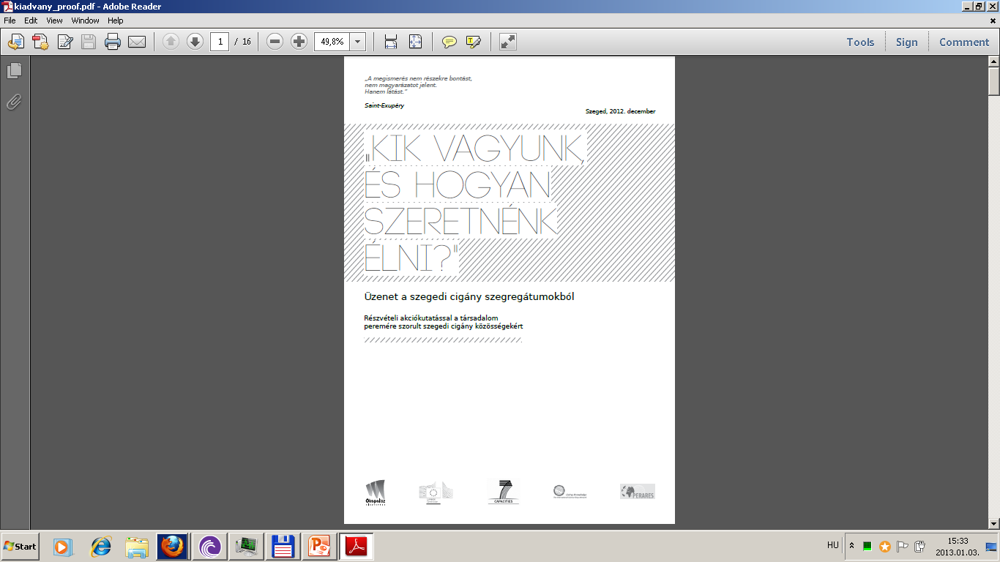 kiadvany_proof.pdf - Adobe Reader
File Edit View Window Help
1 / 16 49,8% Tools Sign Comment
„A megismerés nem részekre bontást,
nem magyarázatot jelent.
Hanem látást."
Saint-Exupéry
Szeged, 2012. december
„KIK VAGYUNK,
ÉS HOGYAN
SZERETNÉNK
ÉLNI?"
Üzenet a szegedi cigány szegregátumokból
Részvételi akciókutatással a társadalom
peremére szorult szegedi cigány közösségekért
Ökopolisz
7
CAPACITIES
Living Knowledge
PERARES
Start
HU
15:33
2013.01.03.